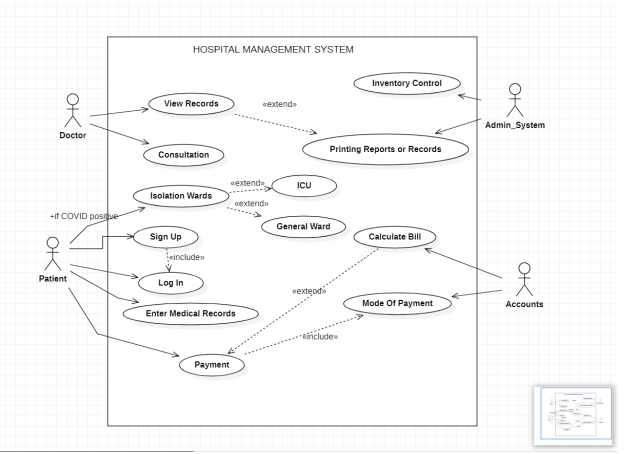 HOSPITAL MANAGEMENT SYSTEM
Inventory Control
View Records
«extend»
Admin_System
Doctor
Printing Reports or Records
Consultation
«extend»
ICU
Isolation Wards
«extend»
+if COVID positive
General Ward
Sign Up
Calculate Bill
«include»
Patient
Log In
«extend»
Mode Of Payment
Accounts
Enter Medical Records
«include»
Payment